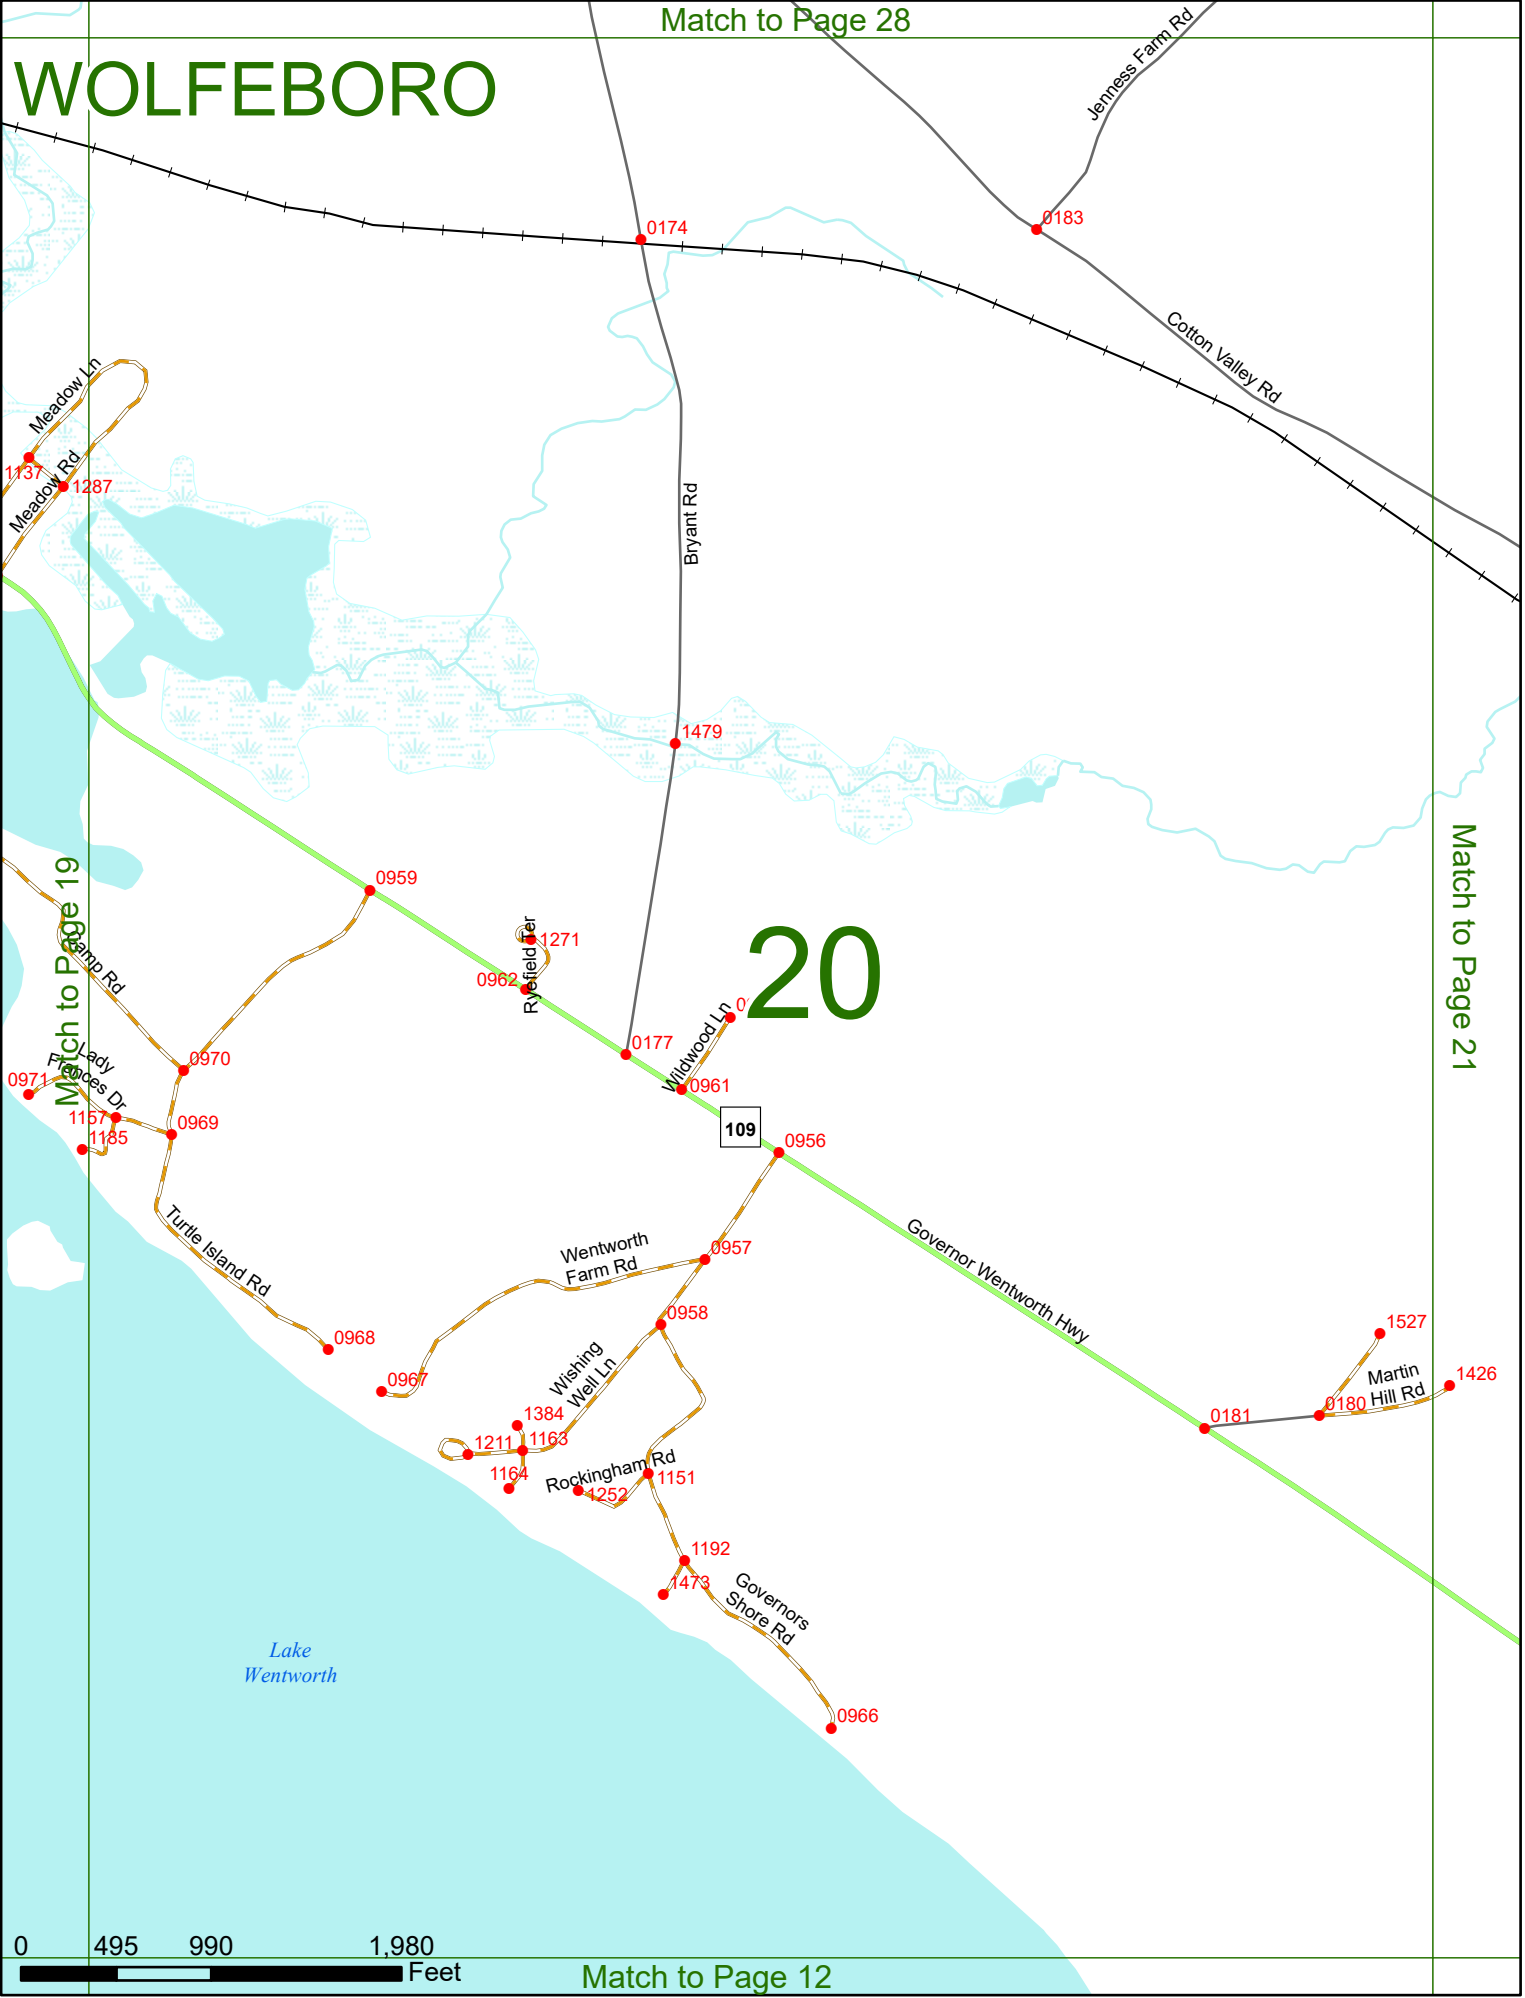 Match to Page 28
WOLFEBORO
Jenness Farm Rd
0174
0183
Cotton Valley Rd
Meadow Ln
1137
Meadow Rd
1287
Bryant Rd
1479
Match to Page 19
Match to Page 21
0959
Camp Rd
Ryefield Ter
1271
0962
20
Wildwood Ln
0177
0961
0970
Lady
Frances Dr
0971
1157
0969
1185
109
0956
Turtle Island Rd
Wentworth
Farm Rd
0957
Governor Wentworth Hwy
0958
0968
0967
Wishing
Well Ln
1527
Martin
Hill Rd
1426
0180
0181
1384
1211
1163
1164
Rockingham Rd
1151
1252
1192
1473
Governors
Shore Rd
Lake
Wentworth
0966
0 495 990 1,980
Feet
Match to Page 12